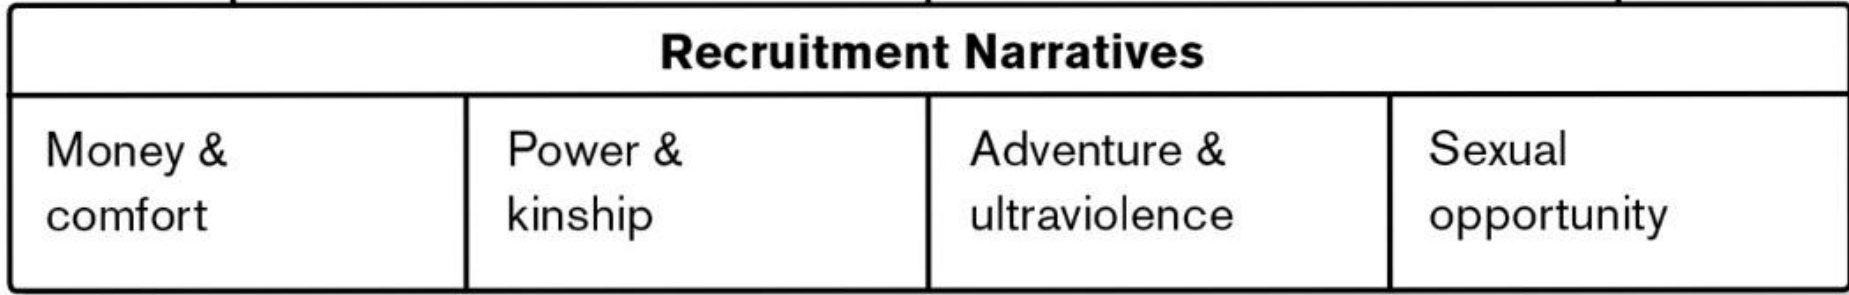 Recruitment Narratives
Money &
comfort
Power &
kinship
Adventure &
ultraviolence
Sexual
opportunity